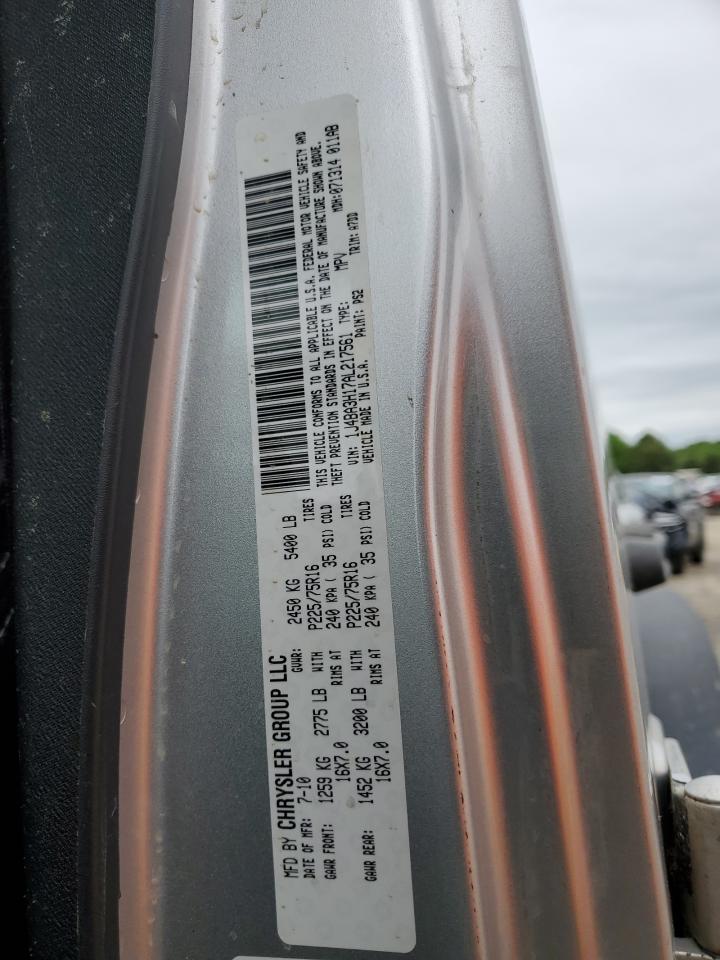 MFD BY CHRYSLER GROUP LLC
DATE OF MFR: 7-10 GVWR: 2450 KG 5400 LB
GAWR FRONT: 1259 KG 2775 LB WITH P225/75R16 TIRES
16X7.0 RIMS AT 240 KPA ( 35 PSI) COLD
GAWR REAR: 1452 KG 3200 LB WITH P225/75R16 TIRES
16X7.0 RIMS AT 240 KPA ( 35 PSI) COLD
THIS VEHICLE CONFORMS TO ALL APPLICABLE U.S.A. FEDERAL MOTOR VEHICLE SAFETY AND
THEFT PREVENTION STANDARDS IN EFFECT ON THE DATE OF MANUFACTURE SHOWN ABOVE.
VIN: 1J4BA3H17AL217561 TYPE: MPV MDH:071314 011AB
VEHICLE MADE IN U.S.A. PAINT: PS2 TRIM: A7DD